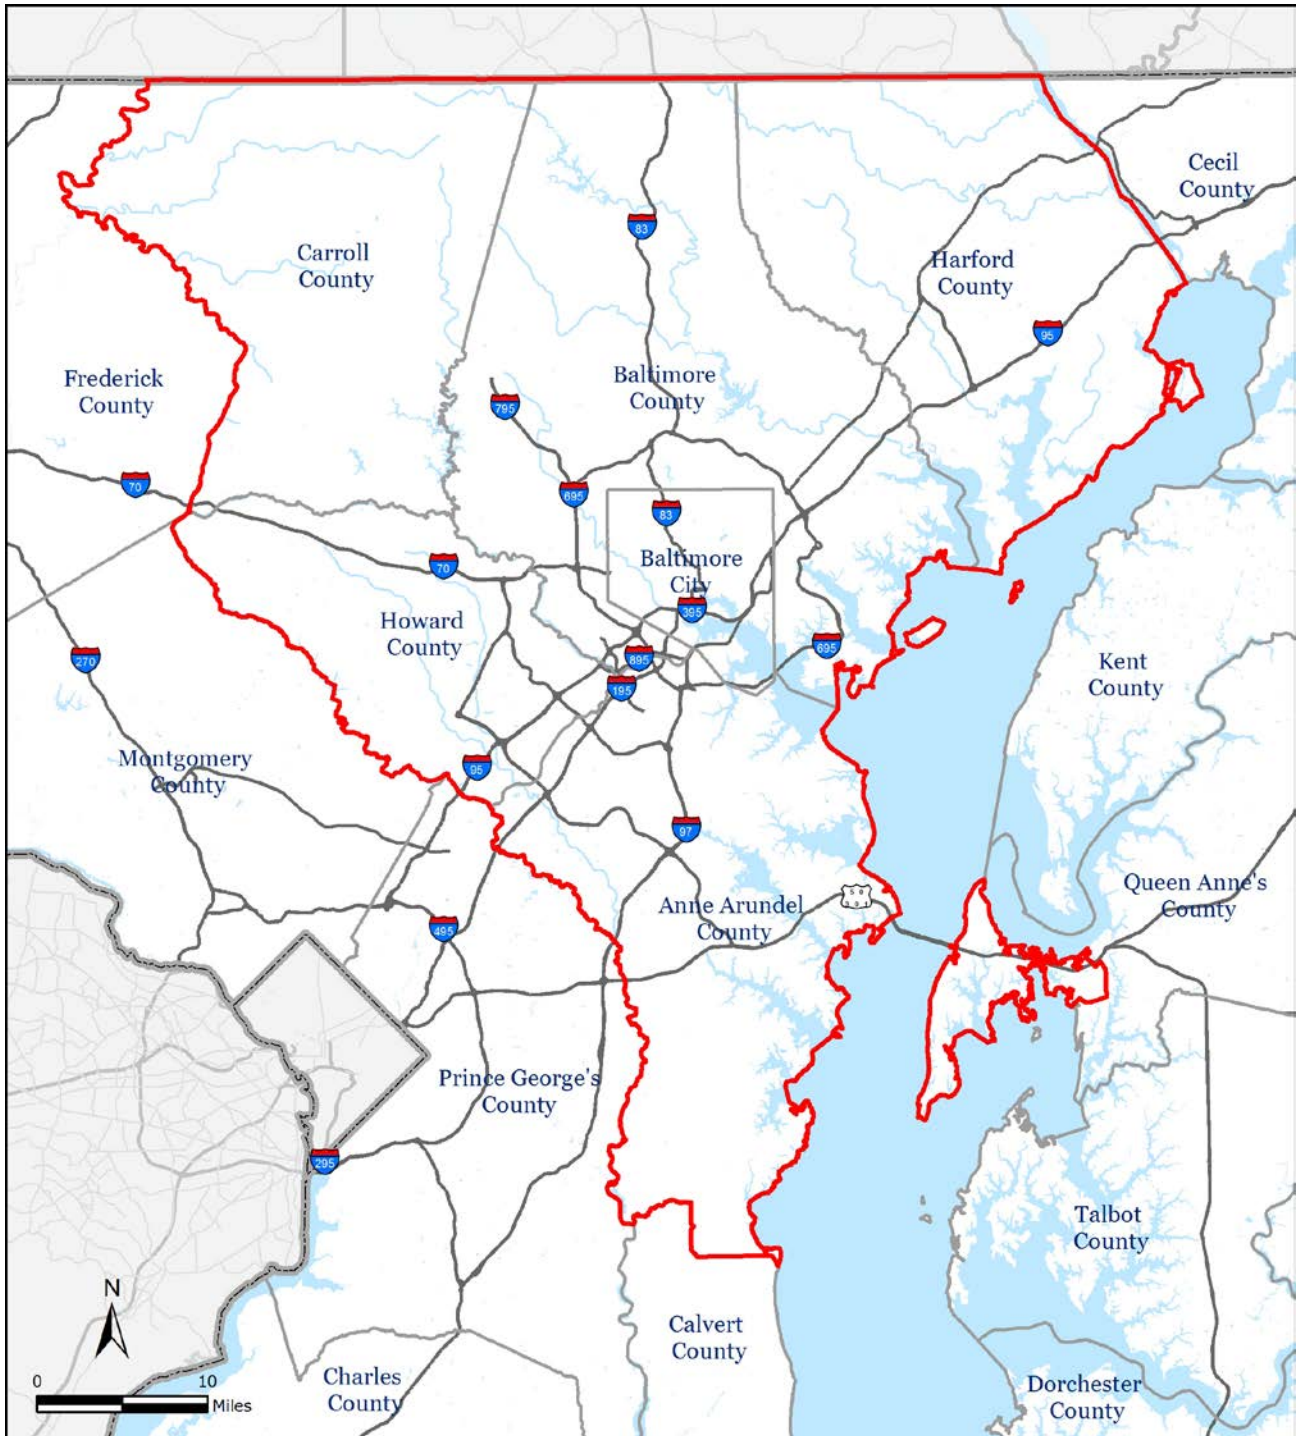 Cecil
County
83
Carroll
County
Harford
County
95
Frederick
County
Baltimore
County
795
70
695
83
70
Baltimore
City
395
Howard
County
695
270
895
Kent
County
195
Montgomery
County
95
97
Queen Anne's
County
50
301
Anne Arundel
County
495
Prince George's
County
295
Talbot
County
N
Calvert
County
Charles
County
Dorchester
County
0 10
Miles